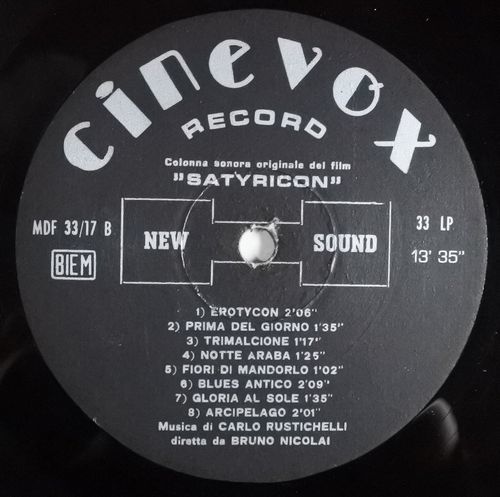 cinevox
RECORD
Colonna sonora originale del film
"SATYRICON"
MDF 33/17 B
NEW SOUND
33 LP
BIEM
13' 35"
1) EROTYCON 2'06"
2) PRIMA DEL GIORNO 1'35"
3) TRIMALCIONE 1'17"
4) NOTTE ARABA 1'25"
5) FIORI DI MANDORLO 1'02"
6) BLUES ANTICO 2'09"
7) GLORIA AL SOLE 1'35"
8) ARCIPELAGO 2'01"
Musica di CARLO RUSTICHELLI
diretta da BRUNO NICOLAI